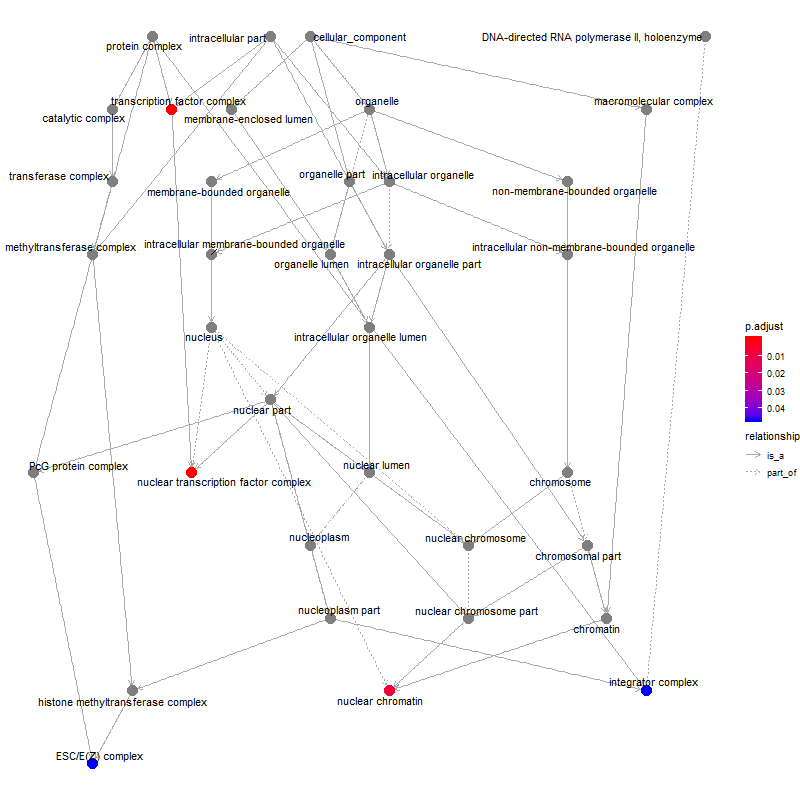 protein complex
intracellular part
cellular_component
DNA-directed RNA polymerase II, holoenzyme
transcription factor complex
organelle
macromolecular complex
catalytic complex
membrane-enclosed lumen
transferase complex
organelle part
intracellular organelle
membrane-bounded organelle
non-membrane-bounded organelle
methyltransferase complex
intracellular membrane-bounded organelle
intracellular non-membrane-bounded organelle
organelle lumen
intracellular organelle part
nucleus
intracellular organelle lumen
p.adjust
0.01
0.02
0.03
0.04
relationship
is_a
part_of
nuclear part
PcG protein complex
nuclear lumen
nuclear transcription factor complex
chromosome
nucleoplasm
nuclear chromosome
chromosomal part
nucleoplasm part
nuclear chromosome part
chromatin
integrator complex
histone methyltransferase complex
nuclear chromatin
ESC/E(Z) complex